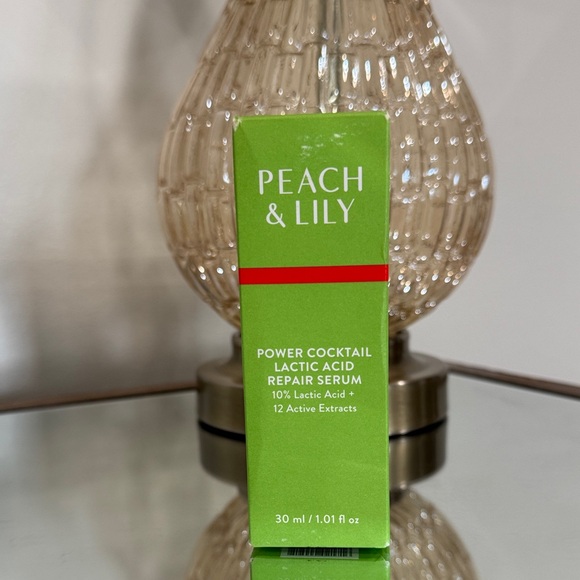 PEACH
& LILY
POWER COCKTAIL
LACTIC ACID
REPAIR SERUM
10% Lactic Acid +
12 Active Extracts
30 ml / 1.01 fl oz